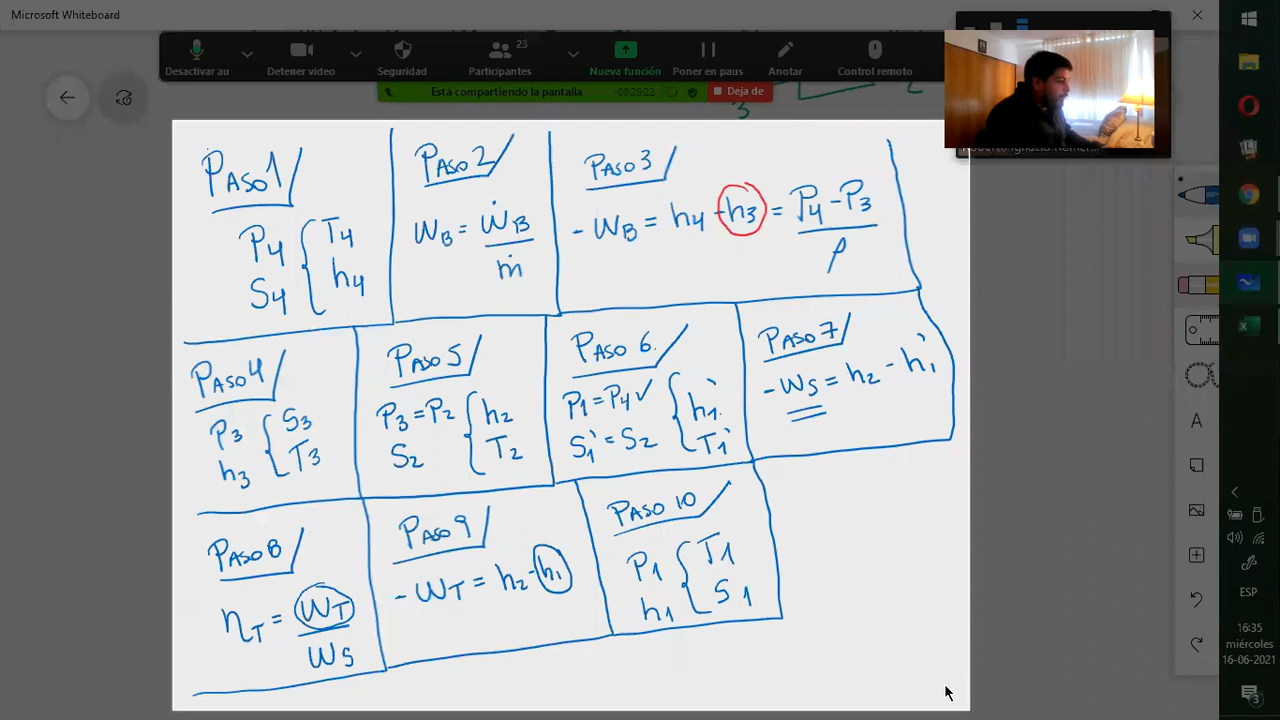 Microsoft Whiteboard
23
Desactivar au
Detener video
Seguridad
Participantes
Nueva función
Poner en paus
Anotar
Control remoto
Está compartiendo la pantalla
Deja de
3
PASO 1/
P4
S4
T4
h4
PASO 2/
WB = ẆB / ṁ
PASO 3/
- WB = h4 - h3 = P4 - P3 / ρ
PASO 4/
P3
h3
S3
T3
PASO 5/
P3 = P2
S2
h2
T2
PASO 6/
P1 = P4 ✓
S1` = S2
h1`
T1`
PASO 7/
- WS = h2 - h1`
PASO 8/
ηT = WT / WS
PASO 9/
- WT = h2 - h1
PASO 10/
P1
h1
T1
S1
A
ESP
16:35
miércoles
16-06-2021
3